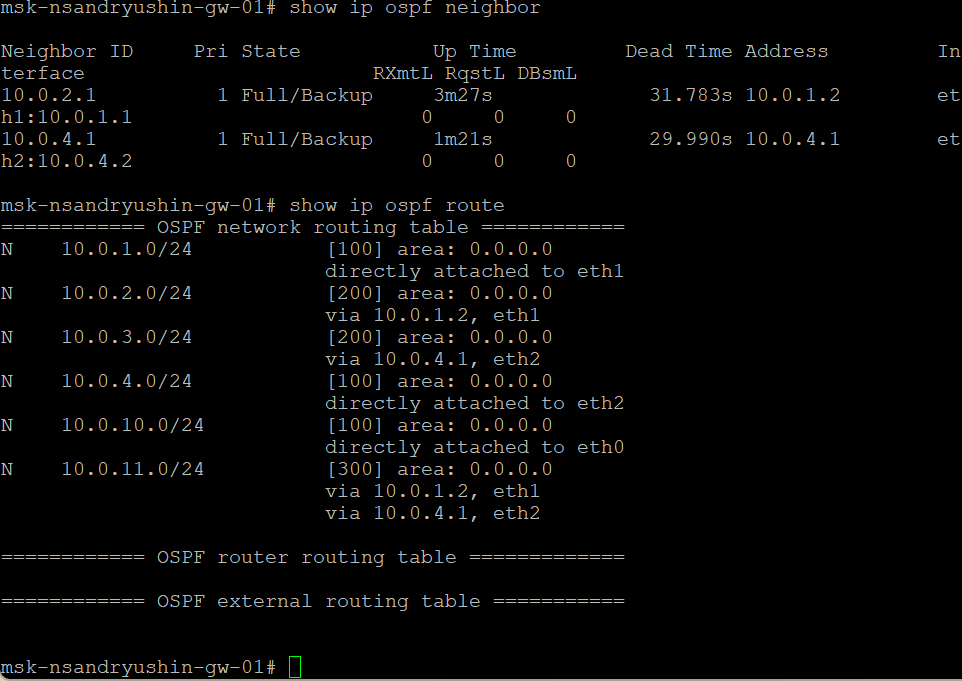 msk-nsandryushin-gw-01# show ip ospf neighbor
Neighbor ID     Pri State           Up Time         Dead Time Address         In
terface                        RXmtL RqstL DBsmL
10.0.2.1          1 Full/Backup     3m27s             31.783s 10.0.1.2        et
h1:10.0.1.1                        0     0     0
10.0.4.1          1 Full/Backup     1m21s             29.990s 10.0.4.1        et
h2:10.0.4.2                        0     0     0
msk-nsandryushin-gw-01# show ip ospf route
============ OSPF network routing table ============
N    10.0.1.0/24           [100] area: 0.0.0.0
                           directly attached to eth1
N    10.0.2.0/24           [200] area: 0.0.0.0
                           via 10.0.1.2, eth1
N    10.0.3.0/24           [200] area: 0.0.0.0
                           via 10.0.4.1, eth2
N    10.0.4.0/24           [100] area: 0.0.0.0
                           directly attached to eth2
N    10.0.10.0/24          [100] area: 0.0.0.0
                           directly attached to eth0
N    10.0.11.0/24          [300] area: 0.0.0.0
                           via 10.0.1.2, eth1
                           via 10.0.4.1, eth2
============ OSPF router routing table =============
============ OSPF external routing table ===========
msk-nsandryushin-gw-01#